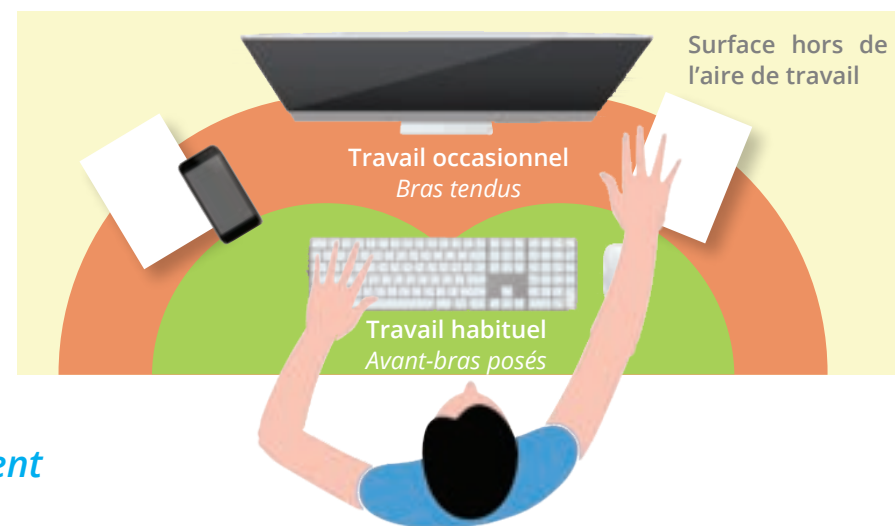 Surface hors de
l'aire de travail
Travail occasionnel
Bras tendus
Travail habituel
Avant-bras posés
ent